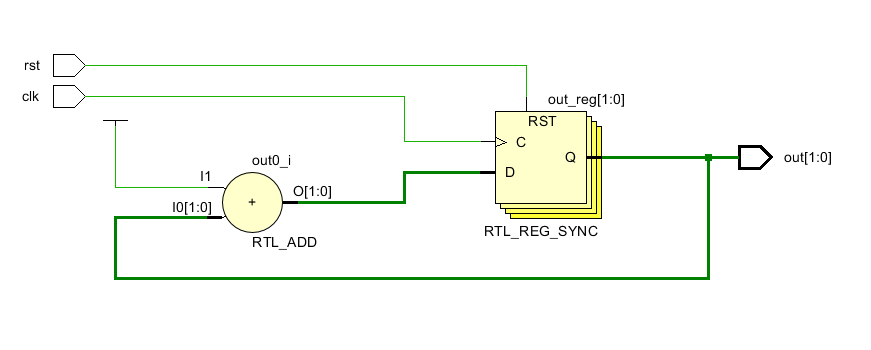 rst
clk
out_reg[1:0]
RST
C
D
Q
out[1:0]
RTL_REG_SYNC
out0_i
I1
I0[1:0]
+
O[1:0]
RTL_ADD